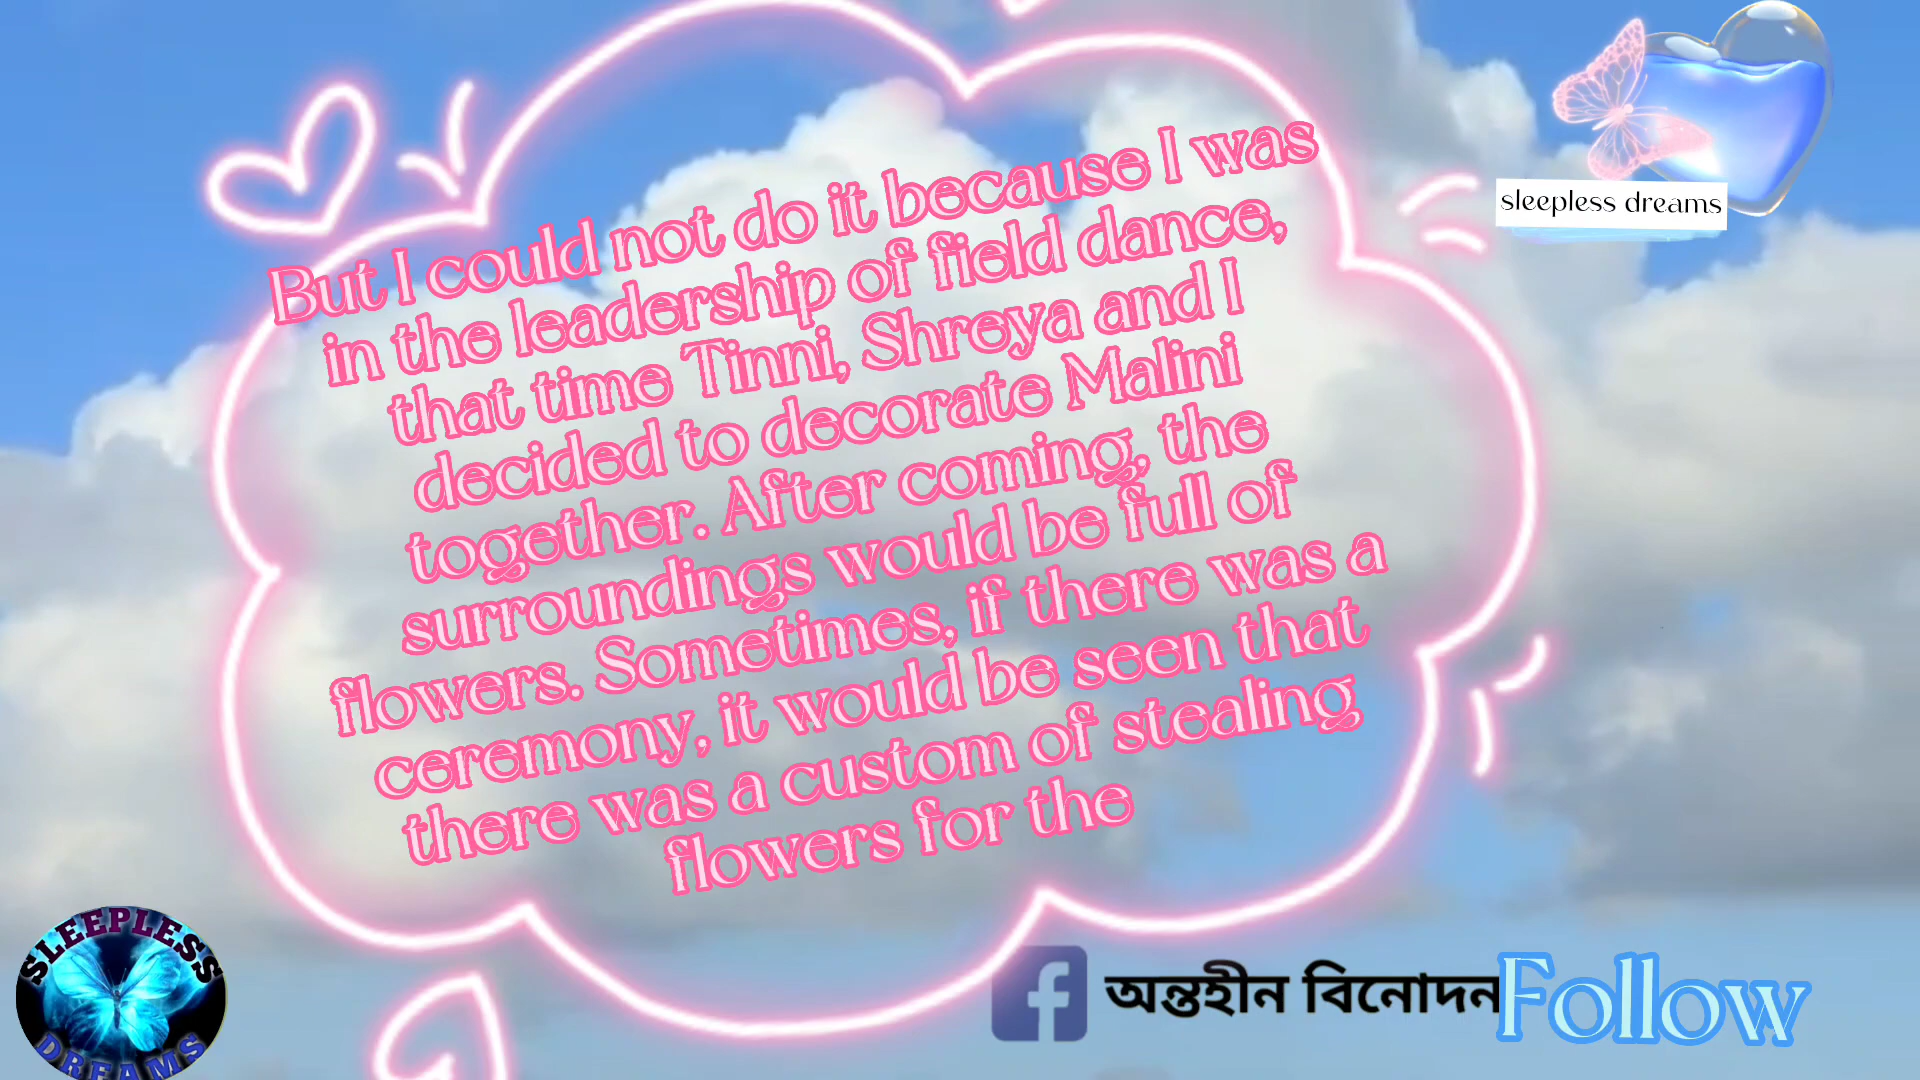 But I could not do it because I was
in the leadership of field dance,
that time Tinni, Shreya and I
decided to decorate Malini
together. After coming, the
surroundings would be full of
flowers. Sometimes, if there was a
ceremony, it would be seen that
there was a custom of stealing
flowers for the
sleepless dreams
SLEEPLESS
DREAMS
f অন্তহীন বিনোদন Follow